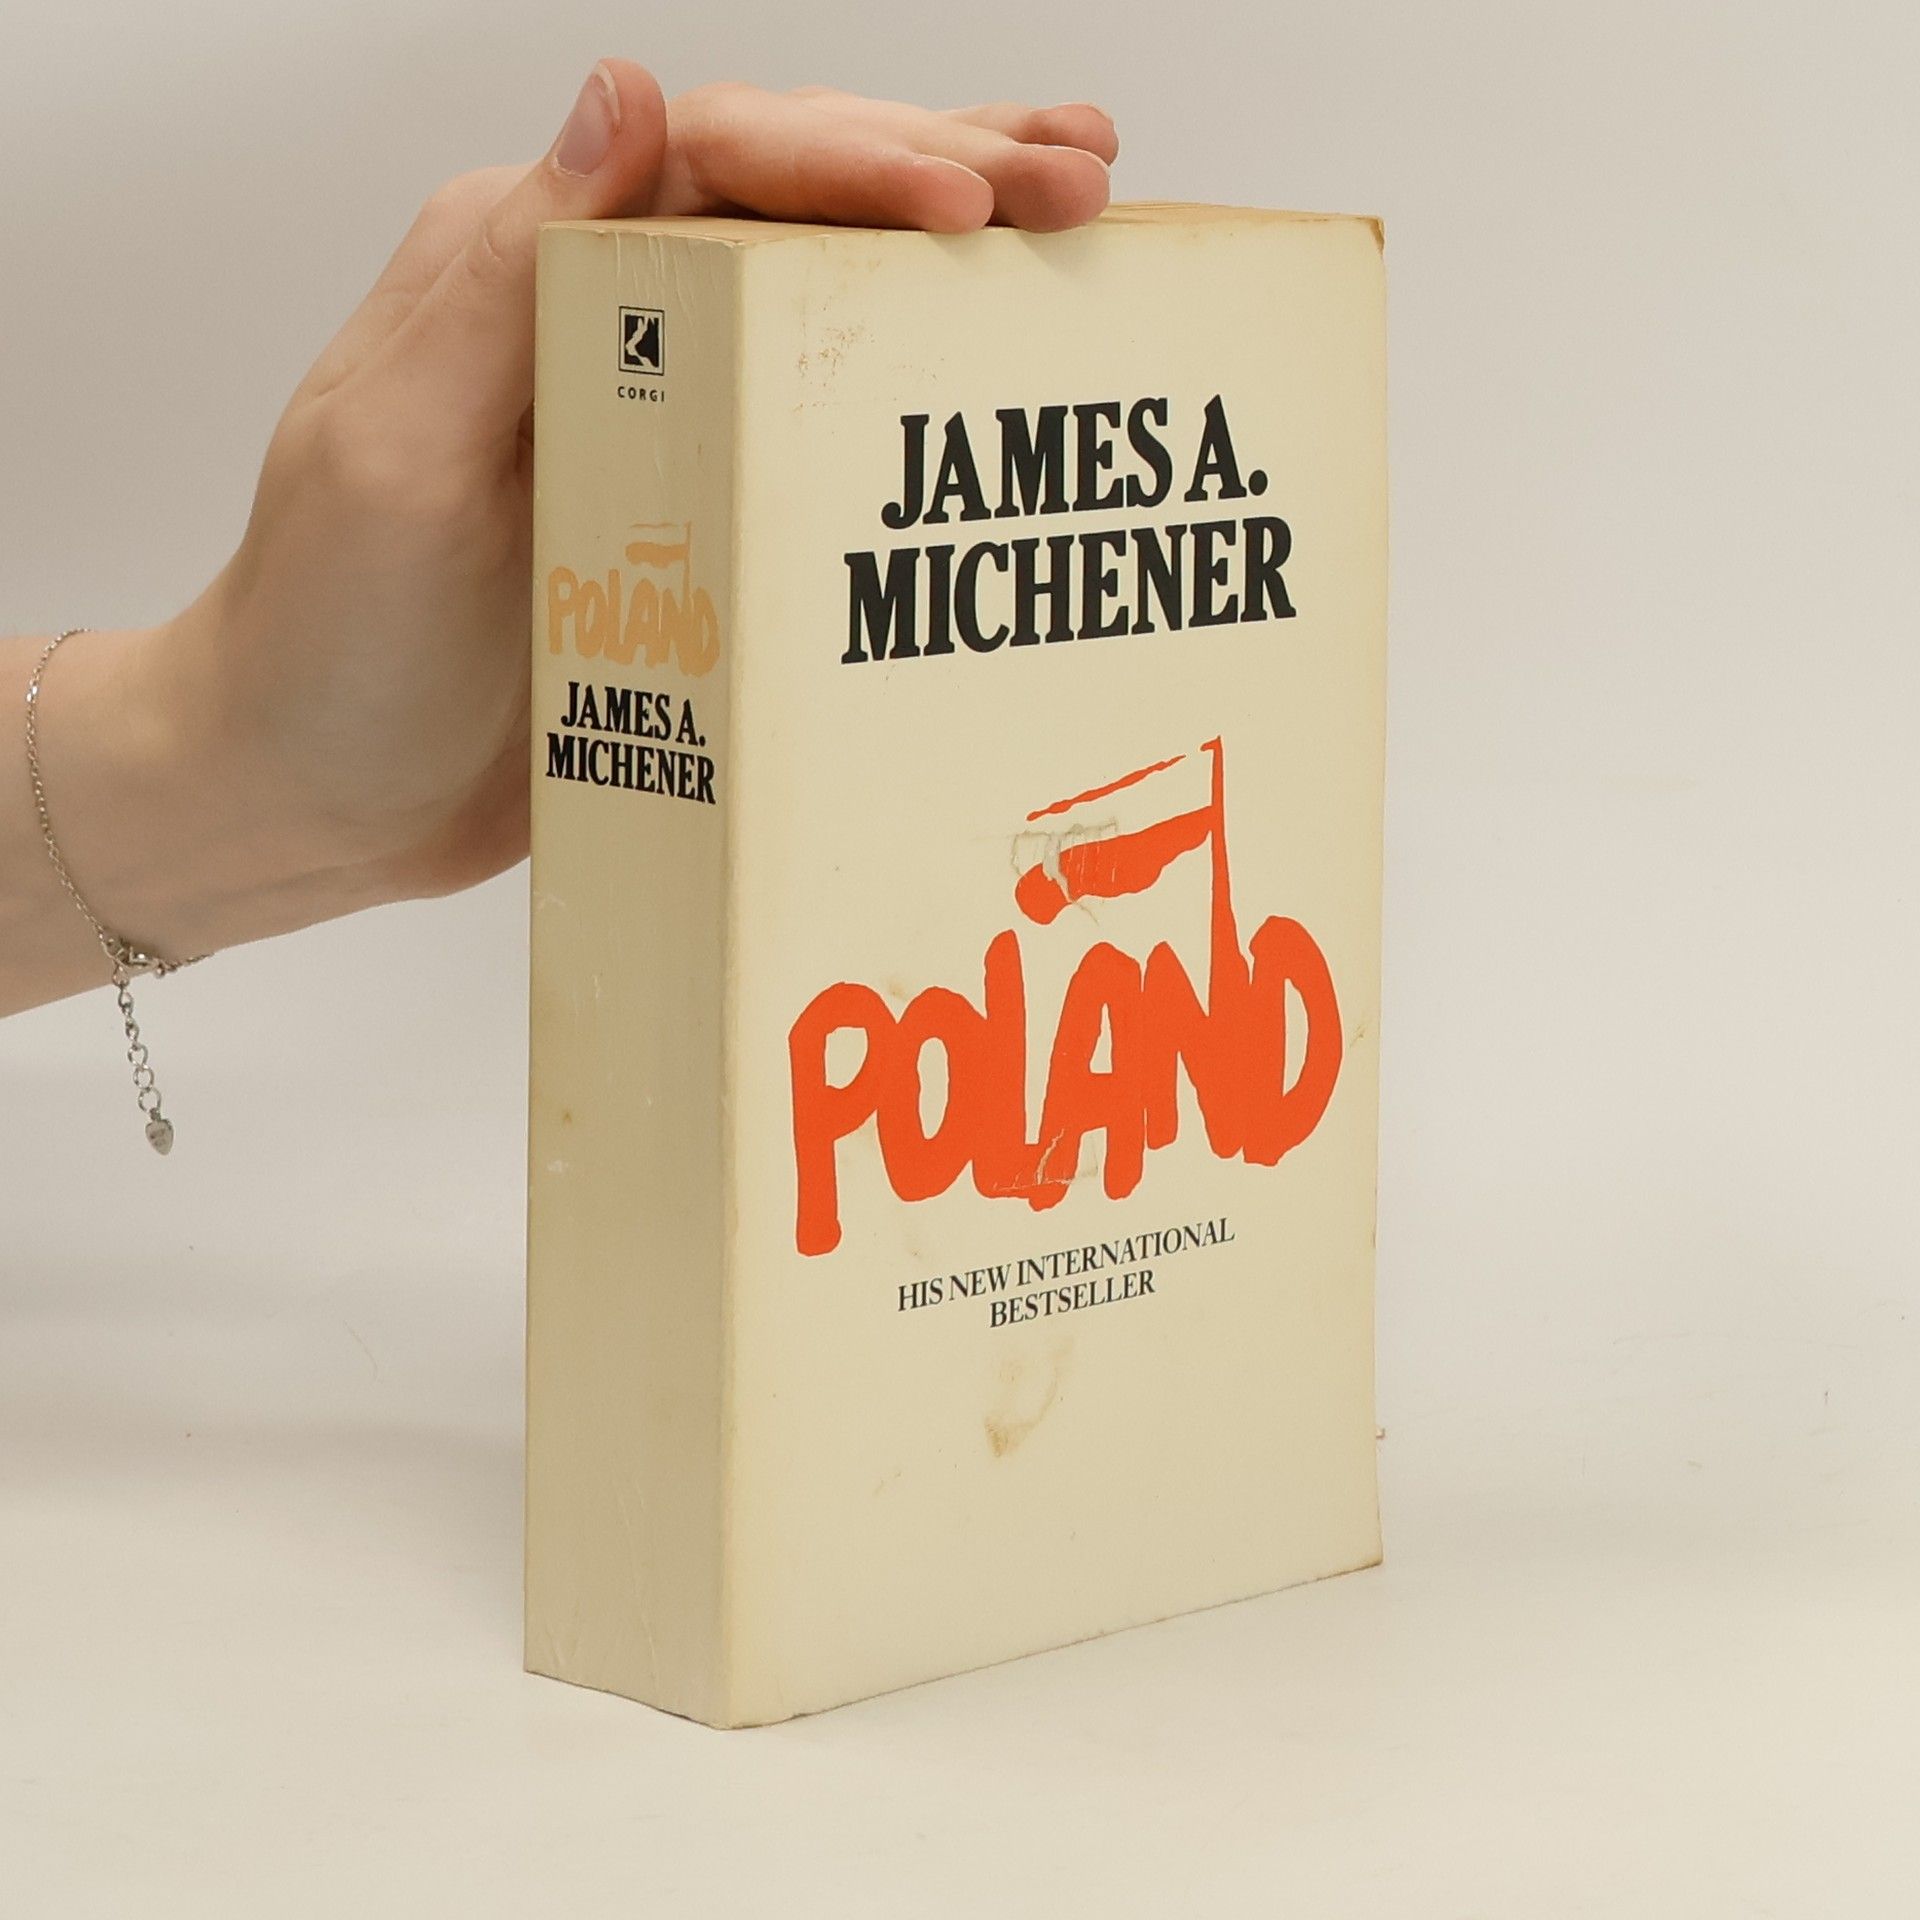 CORGI
POLAND
JAMES A.
MICHENER
JAMES A.
MICHENER
POLAND
HIS NEW INTERNATIONAL
BESTSELLER